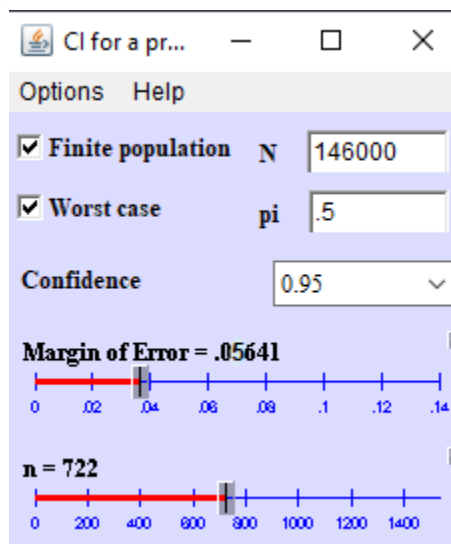 CI for a pr...
Options Help
Finite population N 146000
Worst case pi .5
Confidence 0.95
Margin of Error = .05641
0 .02 .04 .06 .08 .1 .12 .14
n = 722
0 200 400 600 800 1000 1200 1400